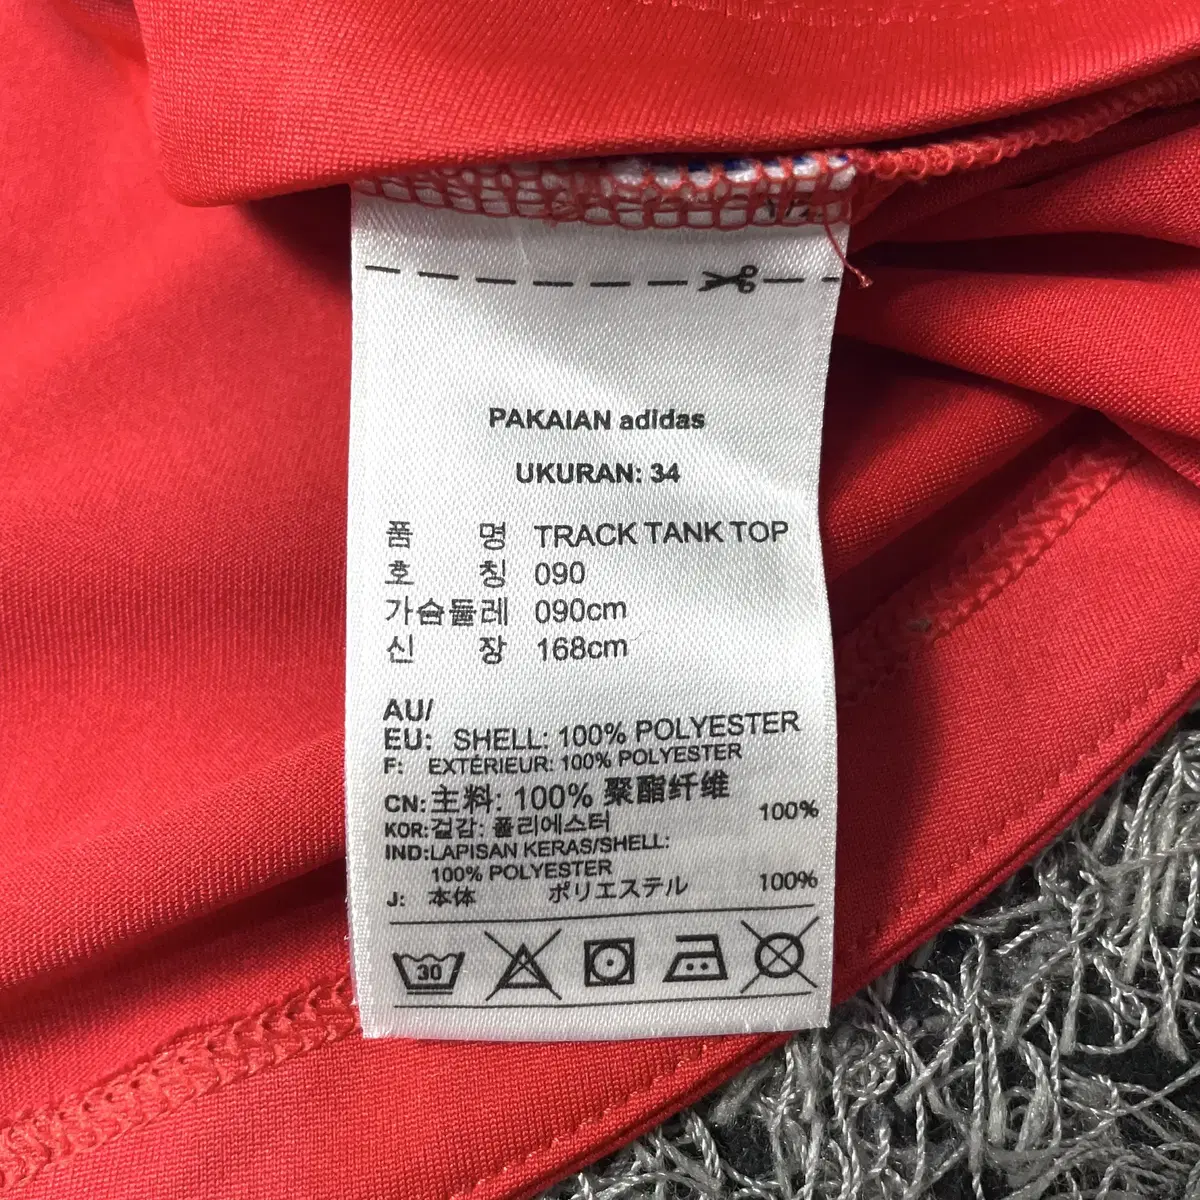 PAKAIAN adidas
UKURAN: 34
품 명 TRACK TANK TOP
호 칭 090
가슴둘레 090cm
신 장 168cm
AU/
EU: SHELL: 100% POLYESTER
F: EXTÉRIEUR: 100% POLYESTER
CN: 主料: 100% 聚酯纤维
KOR: 겉감: 폴리에스터 100%
IND: LAPISAN KERAS/SHELL:
100% POLYESTER
J: 本体 ポリエステル 100%
30